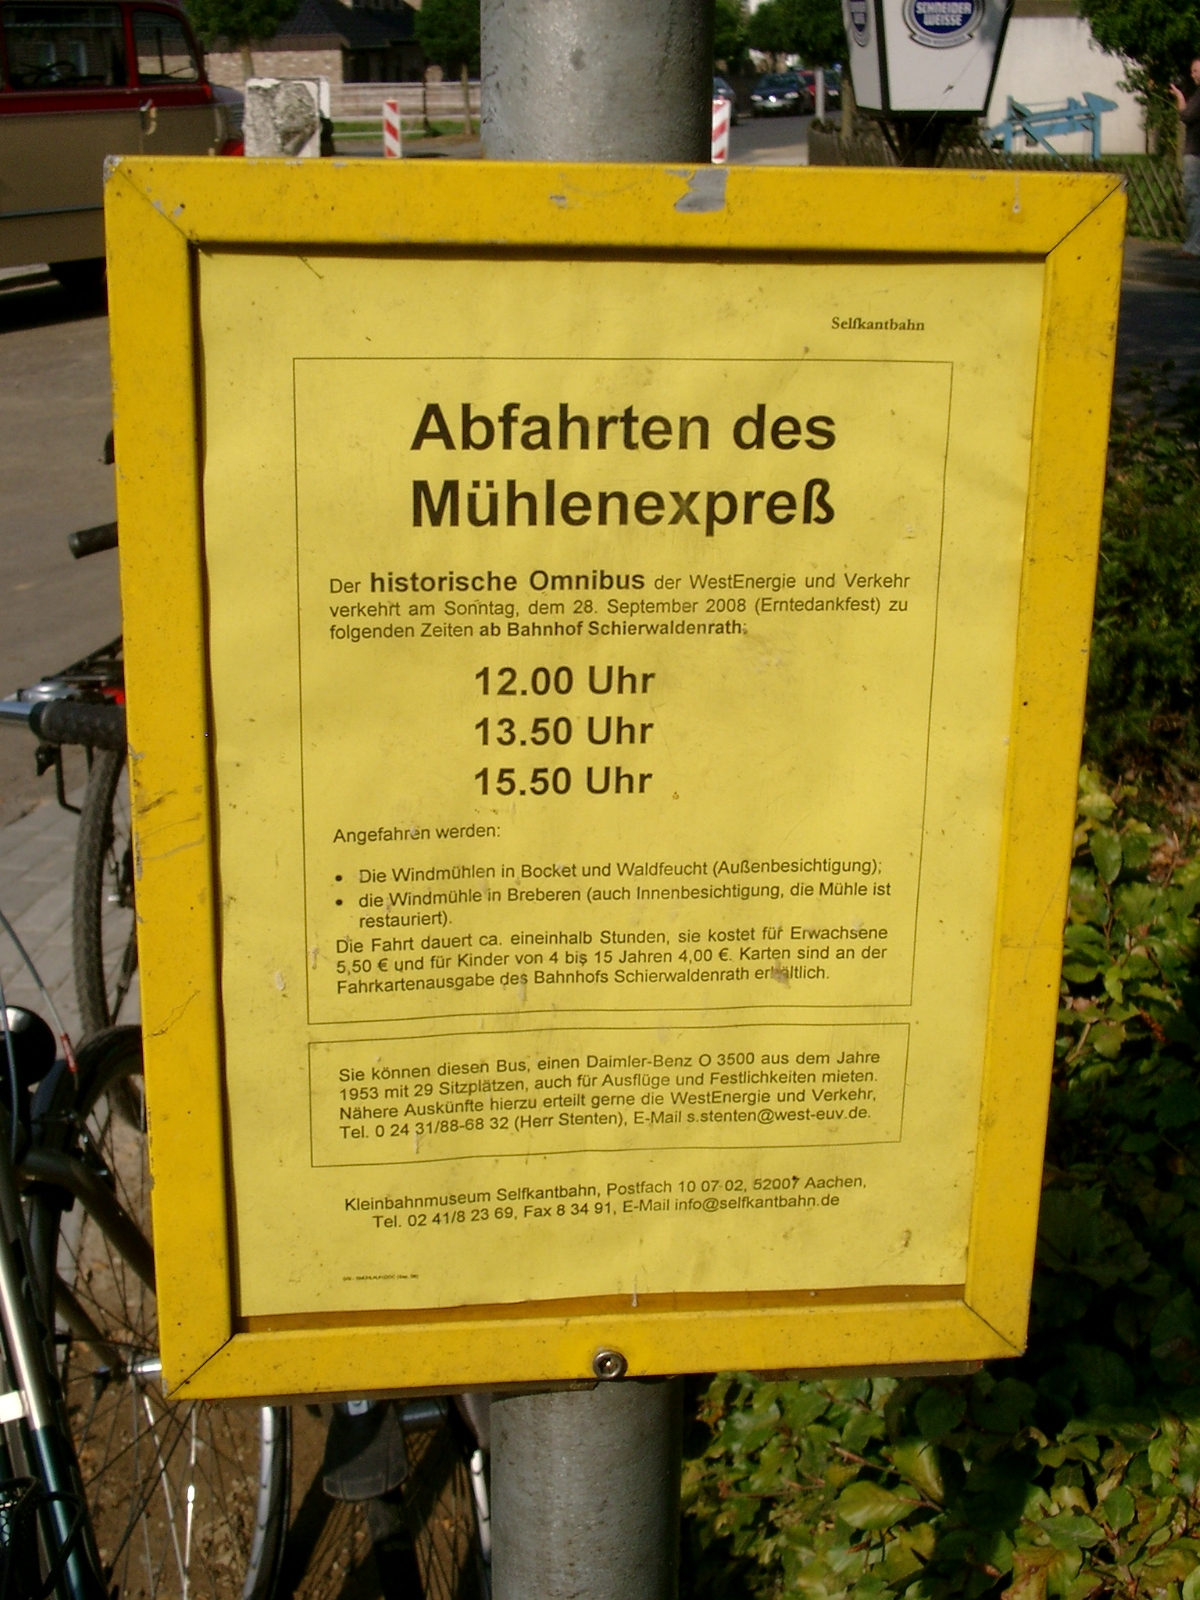 SCHNEIDER
WEISSE
Selfkantbahn
Abfahrten des
Mühlenexpreß
Der historische Omnibus der WestEnergie und Verkehr
verkehrt am Sonntag, dem 28. September 2008 (Erntedankfest) zu
folgenden Zeiten ab Bahnhof Schierwaldenrath:
12.00 Uhr
13.50 Uhr
15.50 Uhr
Angefahren werden:
• Die Windmühlen in Bocket und Waldfeucht (Außenbesichtigung);
• die Windmühle in Breberen (auch Innenbesichtigung, die Mühle ist
restauriert).
Die Fahrt dauert ca. eineinhalb Stunden, sie kostet für Erwachsene
5,50 € und für Kinder von 4 bis 15 Jahren 4,00 €. Karten sind an der
Fahrkartenausgabe des Bahnhofs Schierwaldenrath erhältlich.
Sie können diesen Bus, einen Daimler-Benz O 3500 aus dem Jahre
1953 mit 29 Sitzplätzen, auch für Ausflüge und Festlichkeiten mieten.
Nähere Auskünfte hierzu erteilt gerne die WestEnergie und Verkehr,
Tel. 0 24 31/88-68 32 (Herr Stenten), E-Mail s.stenten@west-euv.de.
Kleinbahnmuseum Selfkantbahn, Postfach 10 07 02, 52007 Aachen,
Tel. 02 41/8 23 69, Fax 8 34 91, E-Mail info@selfkantbahn.de